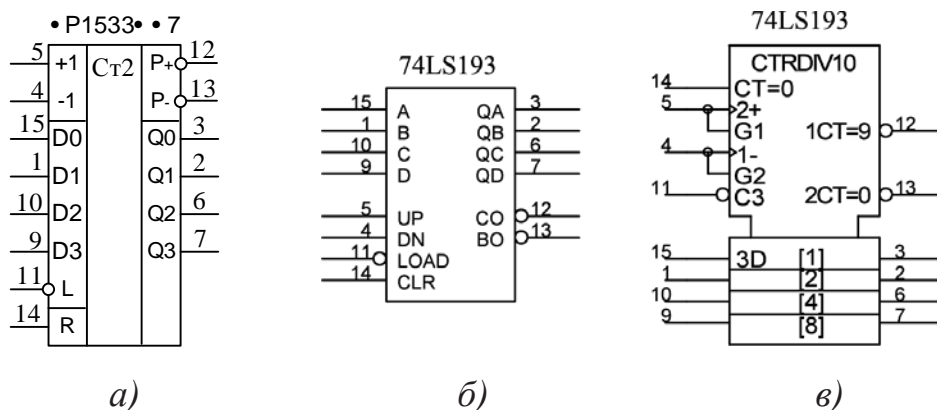 • P1533• • 7
5 +1 Ст2 P+ 12
4 -1 P- 13
15 D0 Q0 3
1 D1 Q1 2
10 D2 Q2 6
9 D3 Q3 7
11 L
14 R
а)
74LS193
15 A QA 3
1 B QB 2
10 C QC 6
9 D QD 7
5 UP CO 12
4 DN BO 13
11 LOAD
14 CLR
б)
74LS193
CTRDIV10
14 CT=0
5 2+
G1 1CT=9 12
4 1-
G2
11 C3 2CT=0 13
15 3D [1] 3
1 [2] 2
10 [4] 6
9 [8] 7
в)